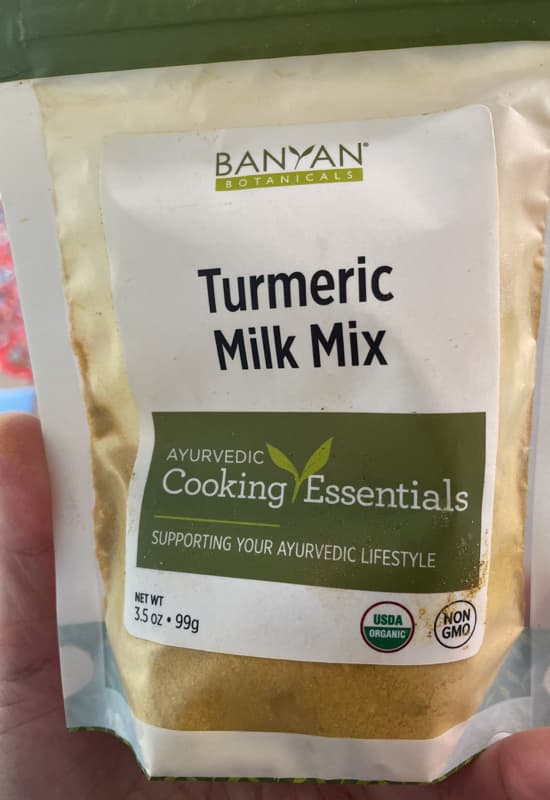 BANYAN®
BOTANICALS
Turmeric
Milk Mix
AYURVEDIC
Cooking Essentials
SUPPORTING YOUR AYURVEDIC LIFESTYLE
NET WT
3.5 oz • 99g
USDA
ORGANIC
NON
GMO